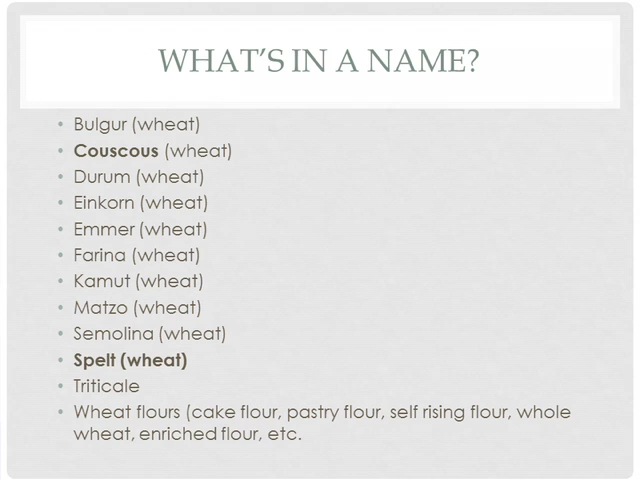 WHAT'S IN A NAME?
• Bulgur (wheat)
• Couscous (wheat)
• Durum (wheat)
• Einkorn (wheat)
• Emmer (wheat)
• Farina (wheat)
• Kamut (wheat)
• Matzo (wheat)
• Semolina (wheat)
• Spelt (wheat)
• Triticale
• Wheat flours (cake flour, pastry flour, self rising flour, whole
wheat, enriched flour, etc.